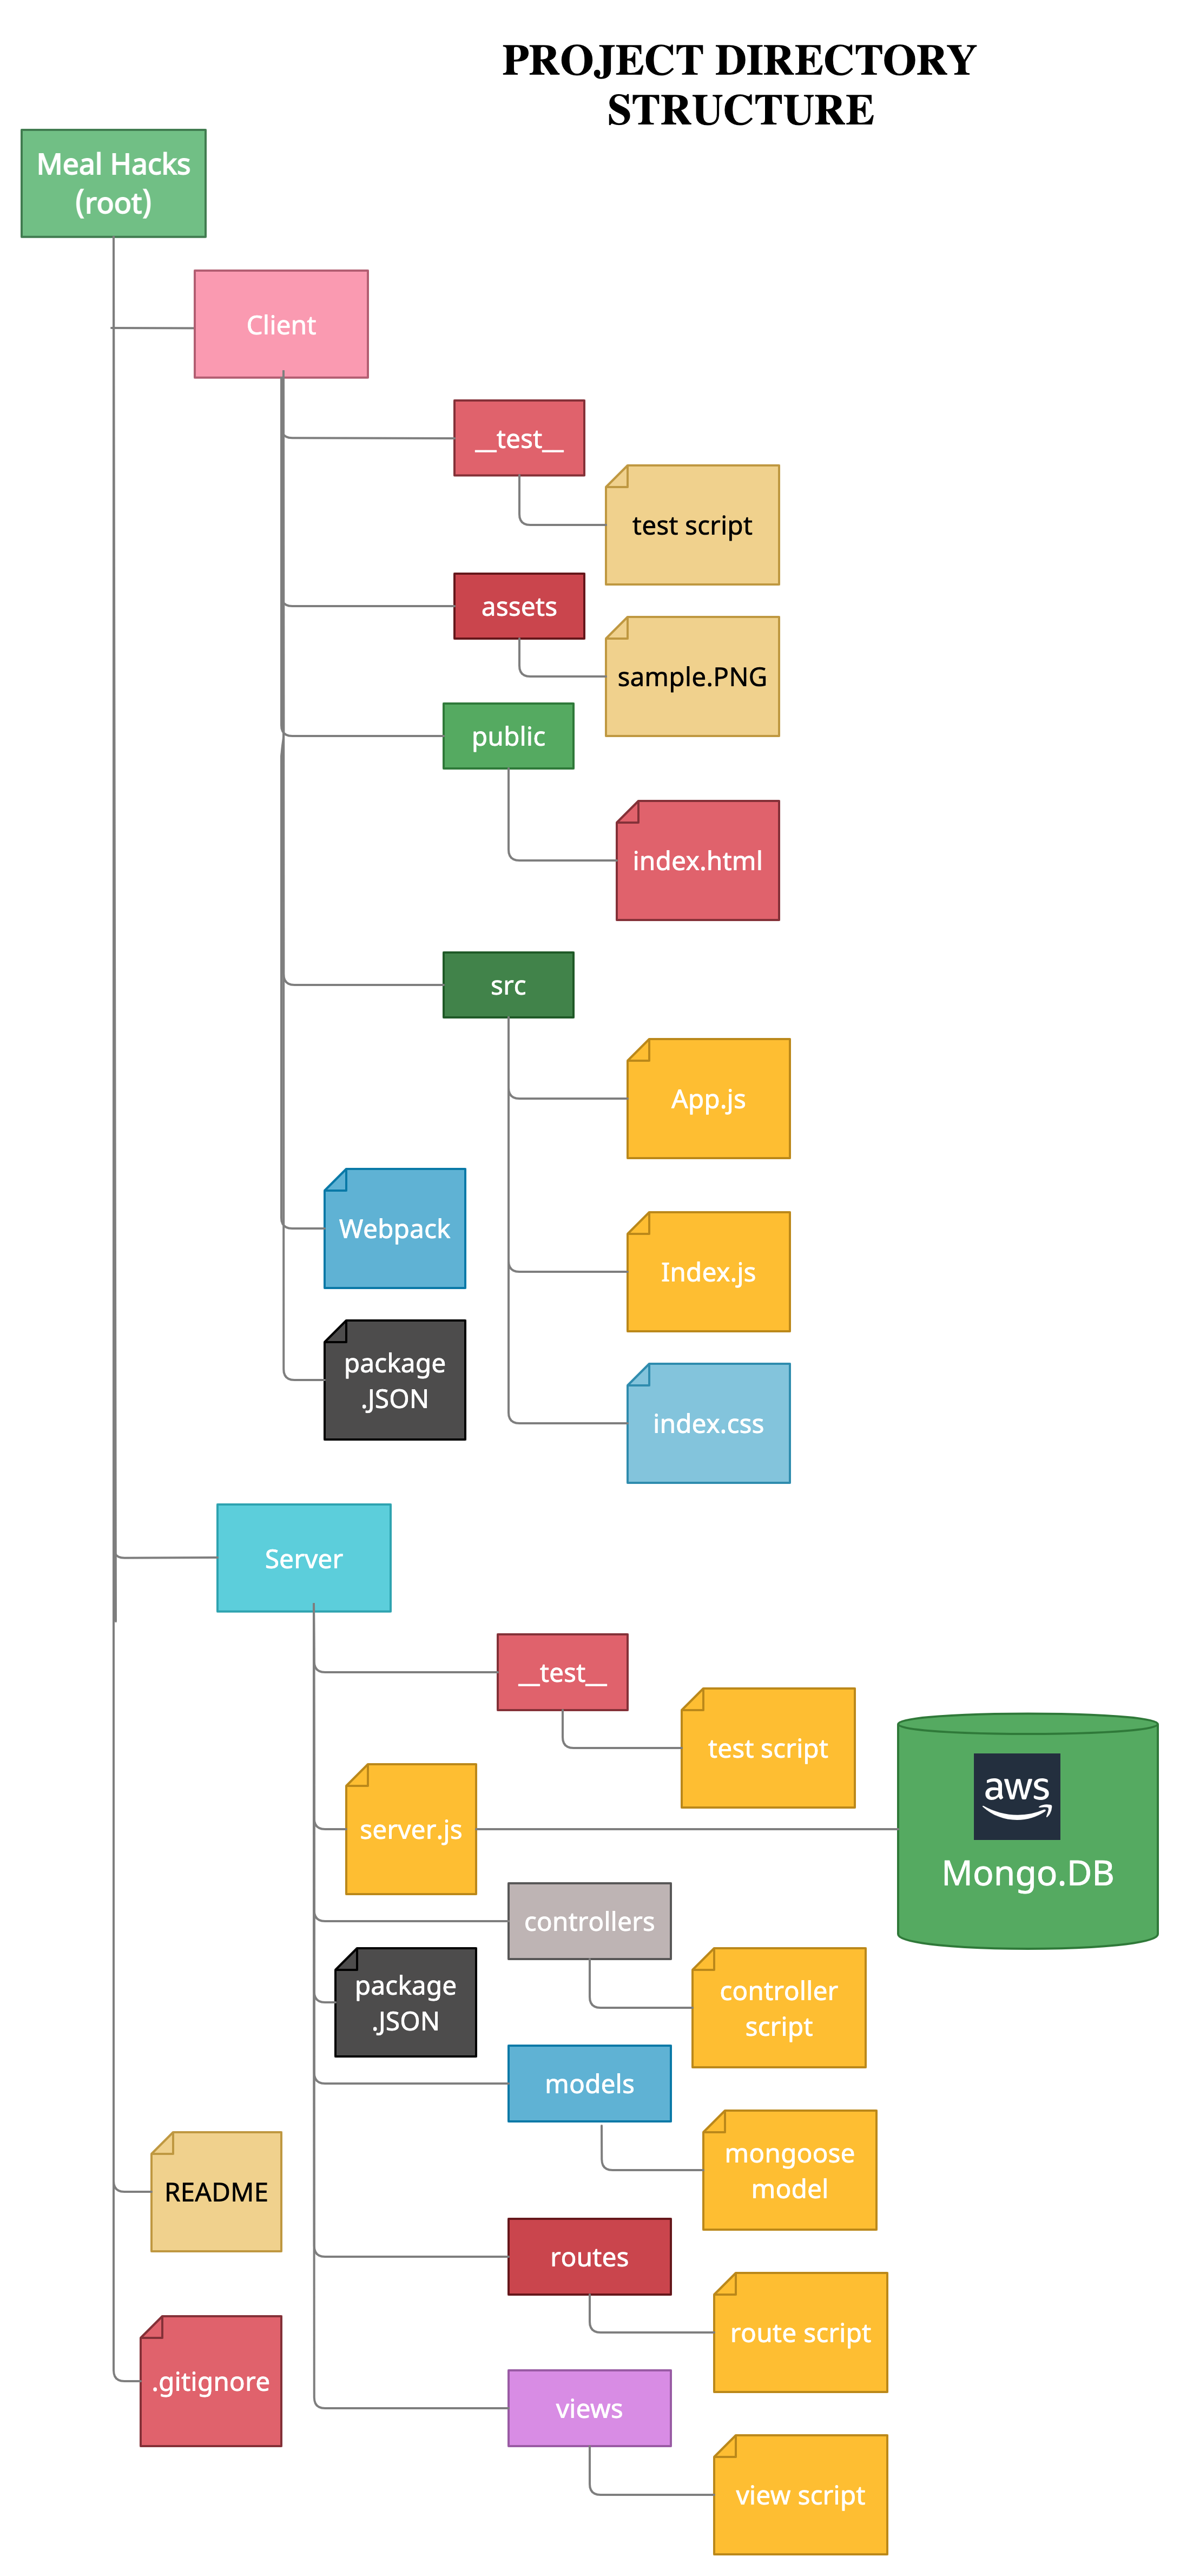 PROJECT DIRECTORY
STRUCTURE
Meal Hacks
(root)
Client
__test__
test script
assets
sample.PNG
public
index.html
src
App.js
Webpack
Index.js
package
.JSON
index.css
Server
__test__
test script
server.js
aws
Mongo.DB
controllers
package
.JSON
controller
script
models
mongoose
model
README
routes
route script
.gitignore
views
view script